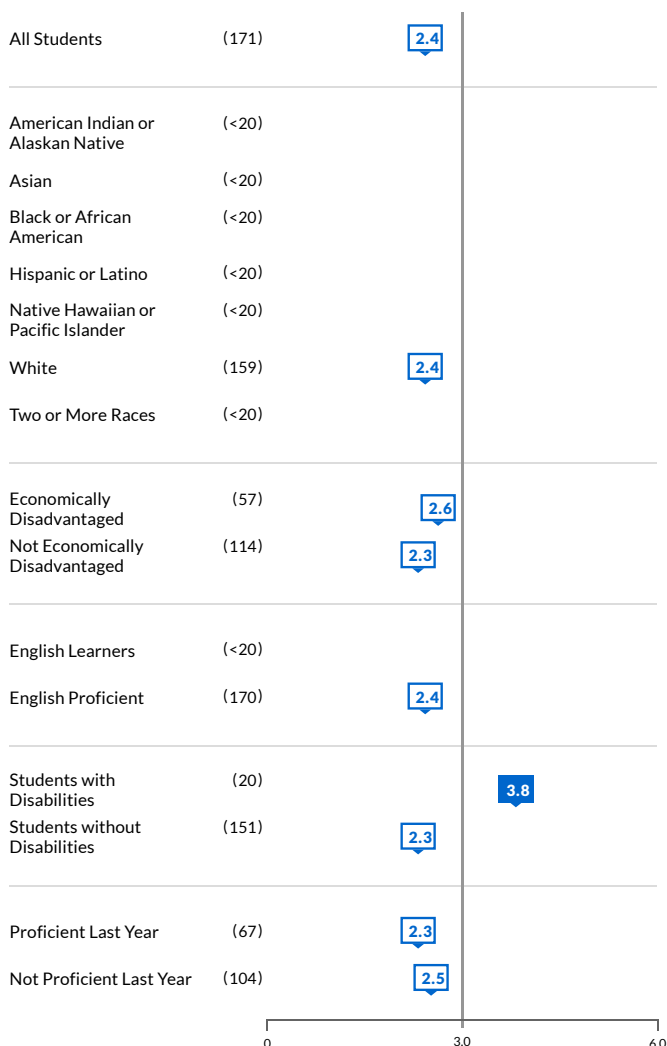 All Students (171) 2.4
American Indian or (<20)
Alaskan Native
Asian (<20)
Black or African (<20)
American
Hispanic or Latino (<20)
Native Hawaiian or (<20)
Pacific Islander
White (159) 2.4
Two or More Races (<20)
Economically (57) 2.6
Disadvantaged
Not Economically (114) 2.3
Disadvantaged
English Learners (<20)
English Proficient (170) 2.4
Students with (20) 3.8
Disabilities
Students without (151) 2.3
Disabilities
Proficient Last Year (67) 2.3
Not Proficient Last Year (104) 2.5
0 3.0 6.0